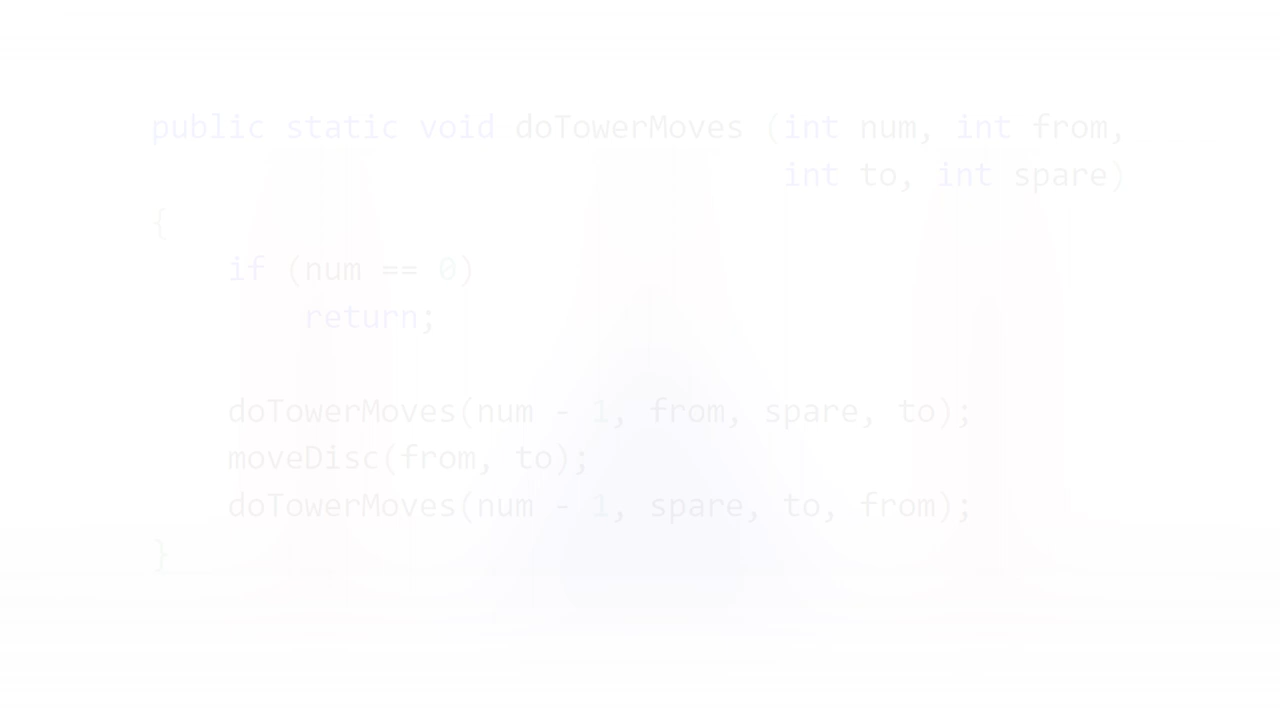 public static void doTowerMoves (int num, int from,
int to, int spare)
{
if (num == 0)
return;
doTowerMoves(num - 1, from, spare, to);
moveDisc(from, to);
doTowerMoves(num - 1, spare, to, from);
}